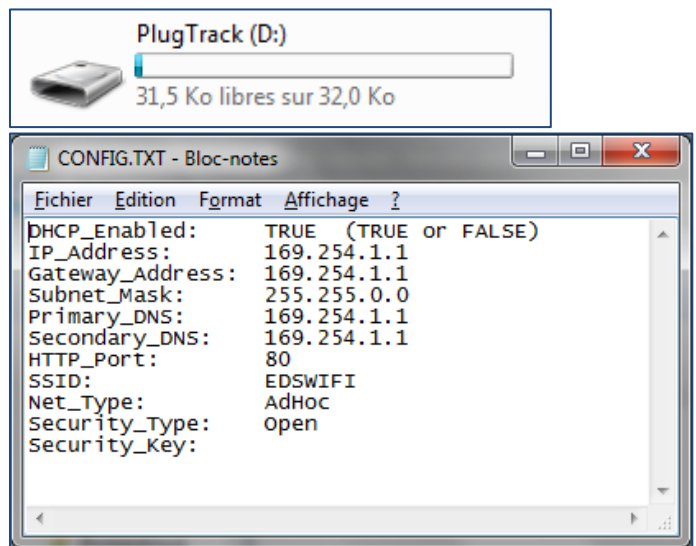 PlugTrack (D:)
31,5 Ko libres sur 32,0 Ko
CONFIG.TXT - Bloc-notes
Fichier Edition Format Affichage ?
DHCP_Enabled: TRUE (TRUE or FALSE)
IP_Address: 169.254.1.1
Gateway_Address: 169.254.1.1
Subnet_Mask: 255.255.0.0
Primary_DNS: 169.254.1.1
Secondary_DNS: 169.254.1.1
HTTP_Port: 80
SSID: EDSWIFI
Net_Type: AdHoc
Security_Type: Open
Security_Key: